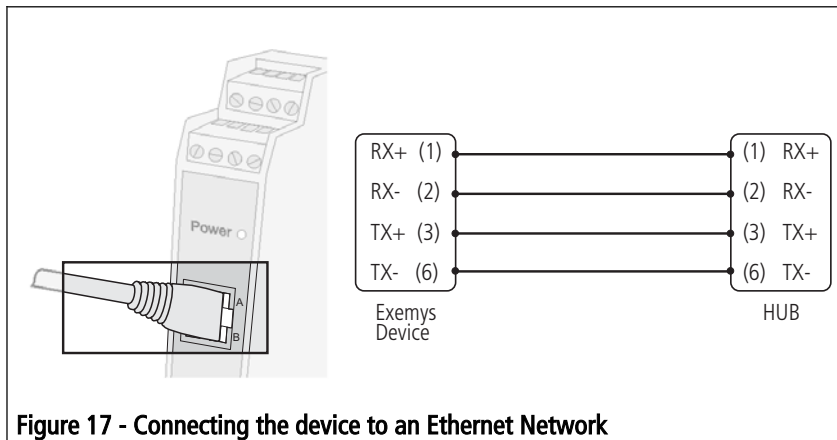 Power
A
B
RX+ (1)
RX- (2)
TX+ (3)
TX- (6)
Exemys
Device
(1) RX+
(2) RX-
(3) TX+
(6) TX-
HUB
Figure 17 - Connecting the device to an Ethernet Network